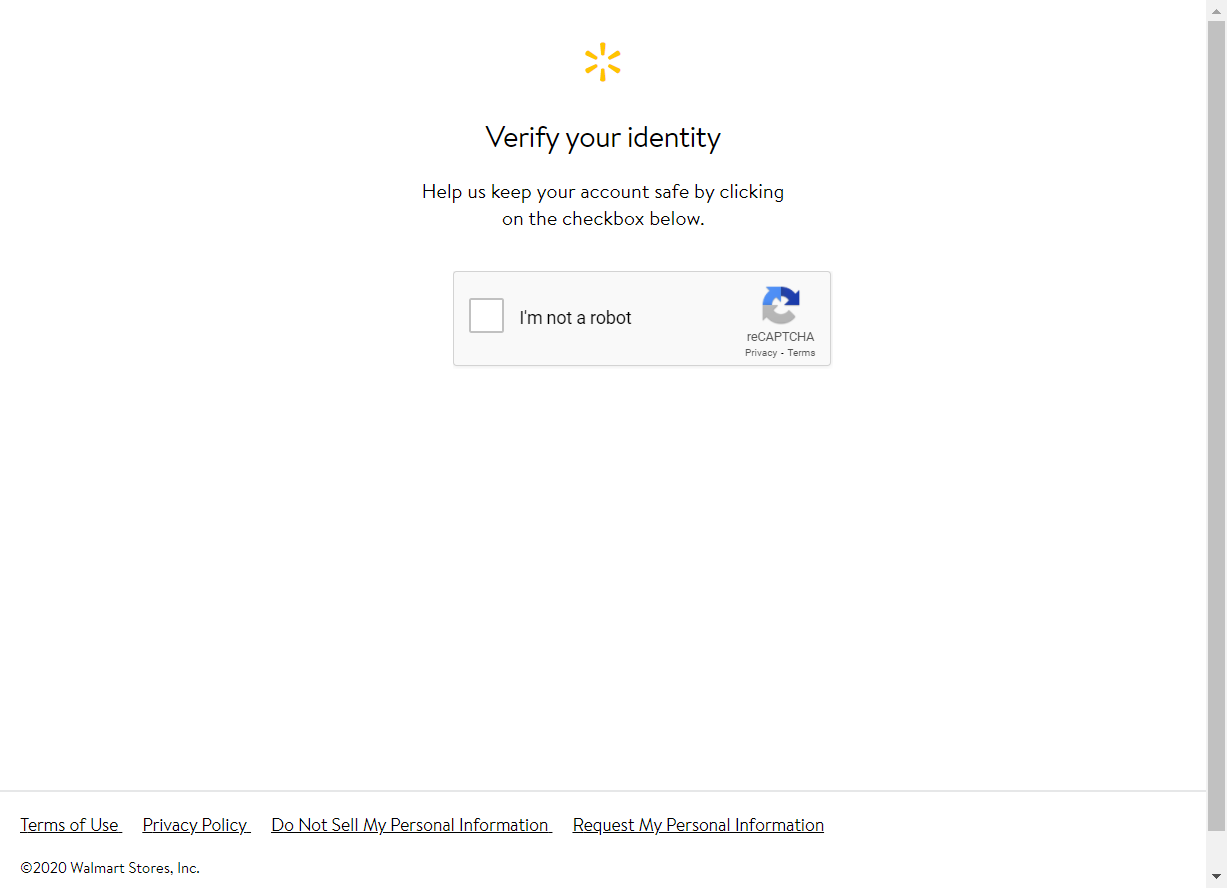 Verify your identity
Help us keep your account safe by clicking
on the checkbox below.
I'm not a robot
reCAPTCHA
Privacy - Terms
Terms of Use Privacy Policy Do Not Sell My Personal Information Request My Personal Information
©2020 Walmart Stores, Inc.